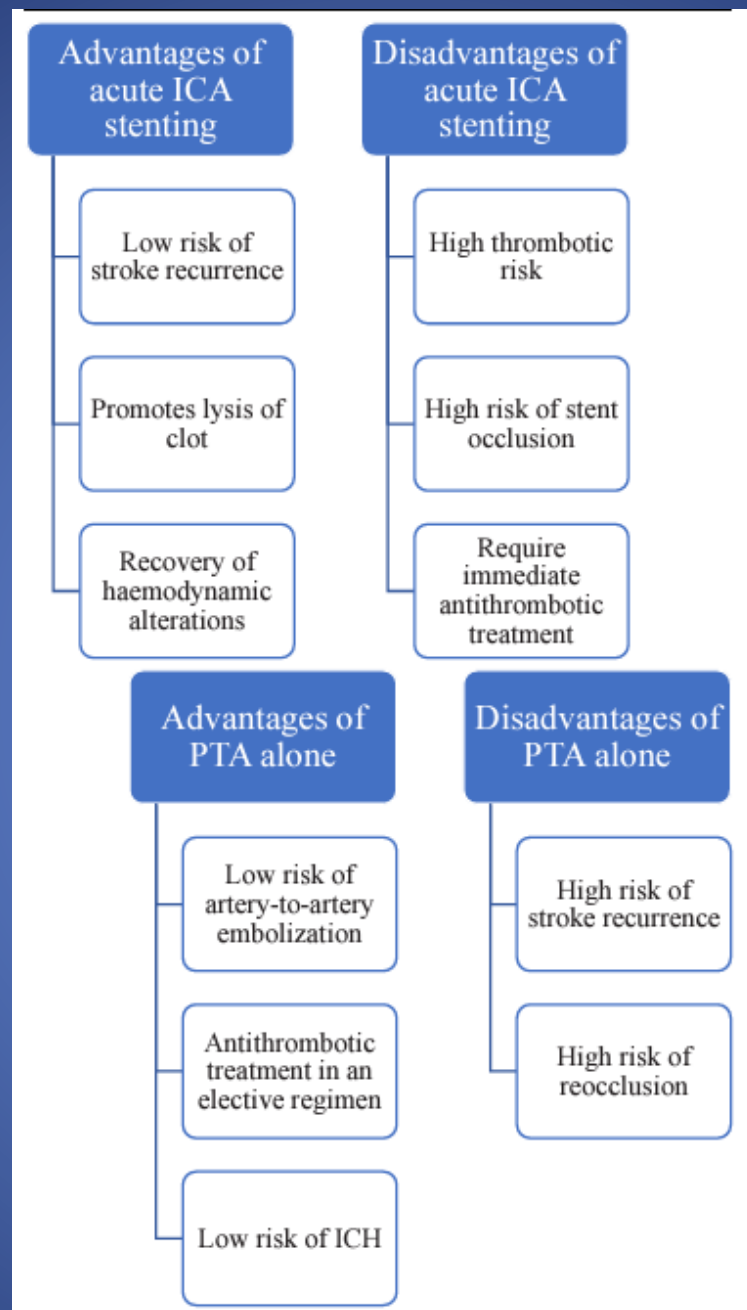 Advantages of
acute ICA
stenting
Low risk of
stroke recurrence
Promotes lysis of
clot
Recovery of
haemodynamic
alterations
Disadvantages of
acute ICA
stenting
High thrombotic
risk
High risk of stent
occlusion
Require
immediate
antithrombotic
treatment
Advantages of
PTA alone
Low risk of
artery-to-artery
embolization
Antithrombotic
treatment in an
elective regimen
Low risk of ICH
Disadvantages of
PTA alone
High risk of
stroke recurrence
High risk of
reocclusion